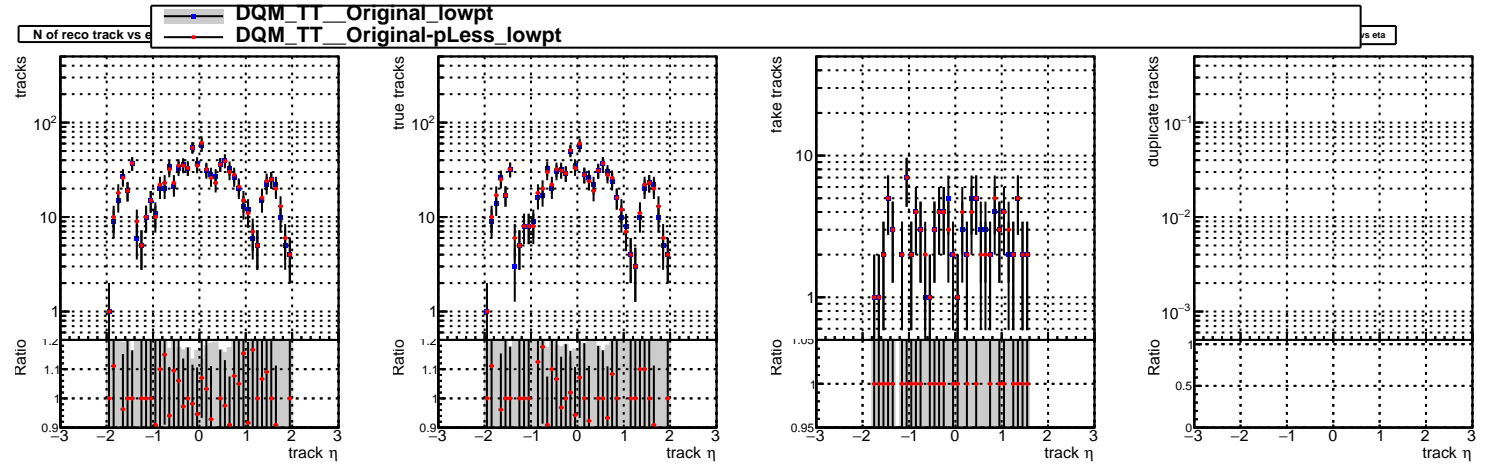 DQM_TT__Original_lowpt
DQM_TT__Original-pLess_lowpt
N of reco track vs e
vs eta
tracks
10²
10
1
Ratio
1.2
1.1
1
0.9
−3 −2 −1 0 1 2 3
track η
true tracks
10²
10
1
Ratio
1.2
1.1
1
0.9
−3 −2 −1 0 1 2 3
track η
fake tracks
10
1
Ratio
1.05
1
0.95
−3 −2 −1 0 1 2 3
track η
duplicate tracks
10⁻¹
10⁻²
10⁻³
Ratio
1
0.5
0
−3 −2 −1 0 1 2 3
track η